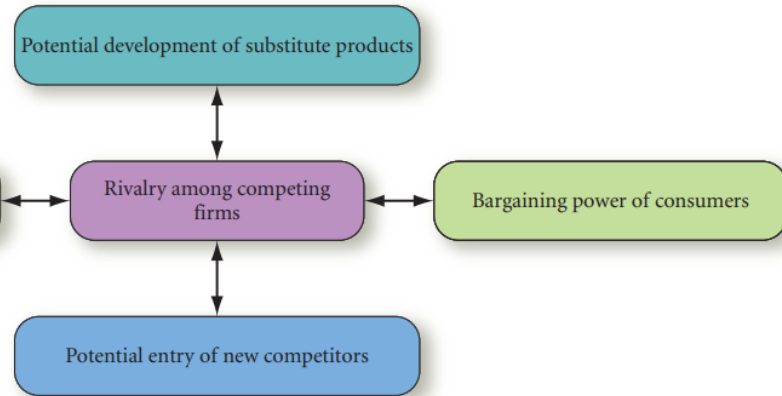 Potential development of substitute products
Rivalry among competing
firms
Bargaining power of consumers
Potential entry of new competitors